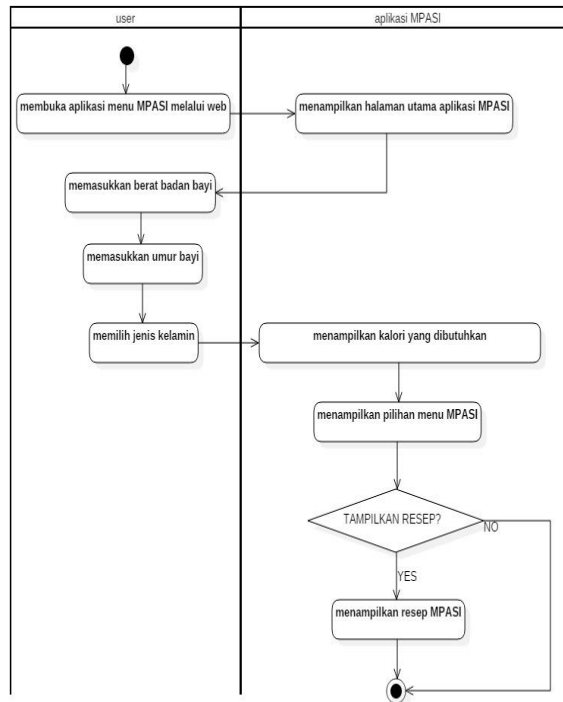 user
aplikasi MPASI
membuka aplikasi menu MPASI melalui web
menampilkan halaman utama aplikasi MPASI
memasukkan berat badan bayi
memasukkan umur bayi
memilih jenis kelamin
menampilkan kalori yang dibutuhkan
menampilkan pilihan menu MPASI
TAMPILKAN RESEP?
NO
YES
menampilkan resep MPASI